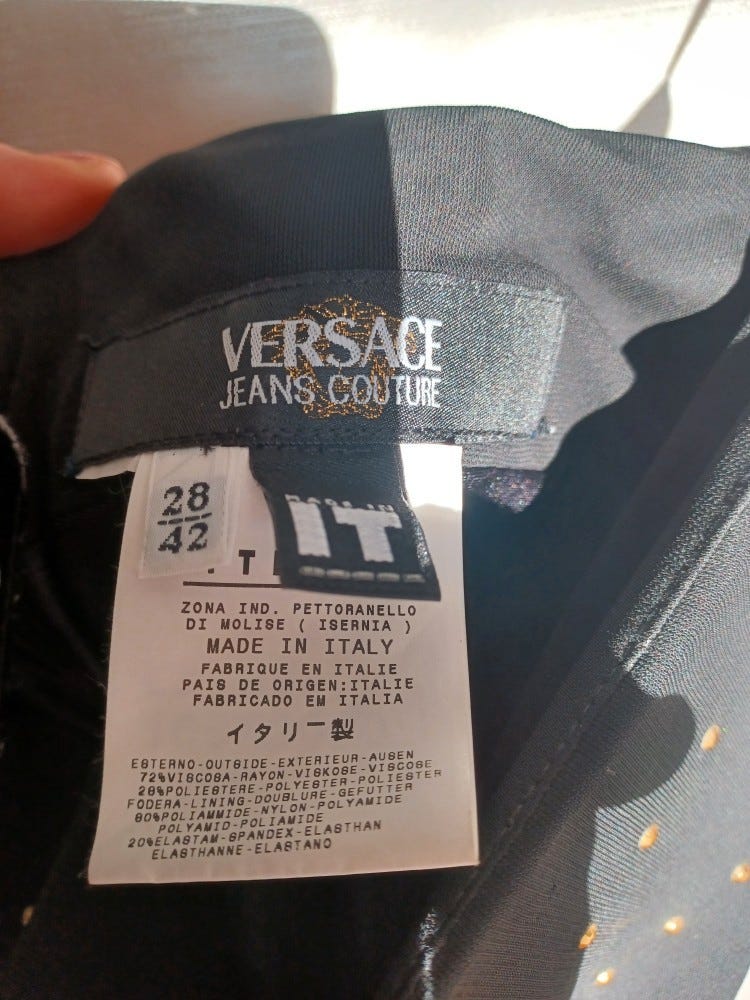 VERSACE
JEANS COUTURE
28
42
MADE IN
IT
ZONA IND. PETTORANELLO
DI MOLISE ( ISERNIA )
MADE IN ITALY
FABRIQUE EN ITALIE
PAIS DE ORIGEN:ITALIE
FABRICADO EM ITALIA
イタリー製
ESTERNO-OUTSIDE-EXTERIEUR-AUSEN
72%VISCOSA-RAYON-VISKOSE-VISCOSE
28%POLIESTERE-POLYESTER-POLIESTER
FODERA-LINING-DOUBLURE-GEFUTTER
80%POLIAMMIDE-NYLON-POLYAMIDE
POLYAMID-POLIAMIDE
20%ELASTAM-SPANDEX-ELASTHAN
ELASTHANNE-ELASTANO